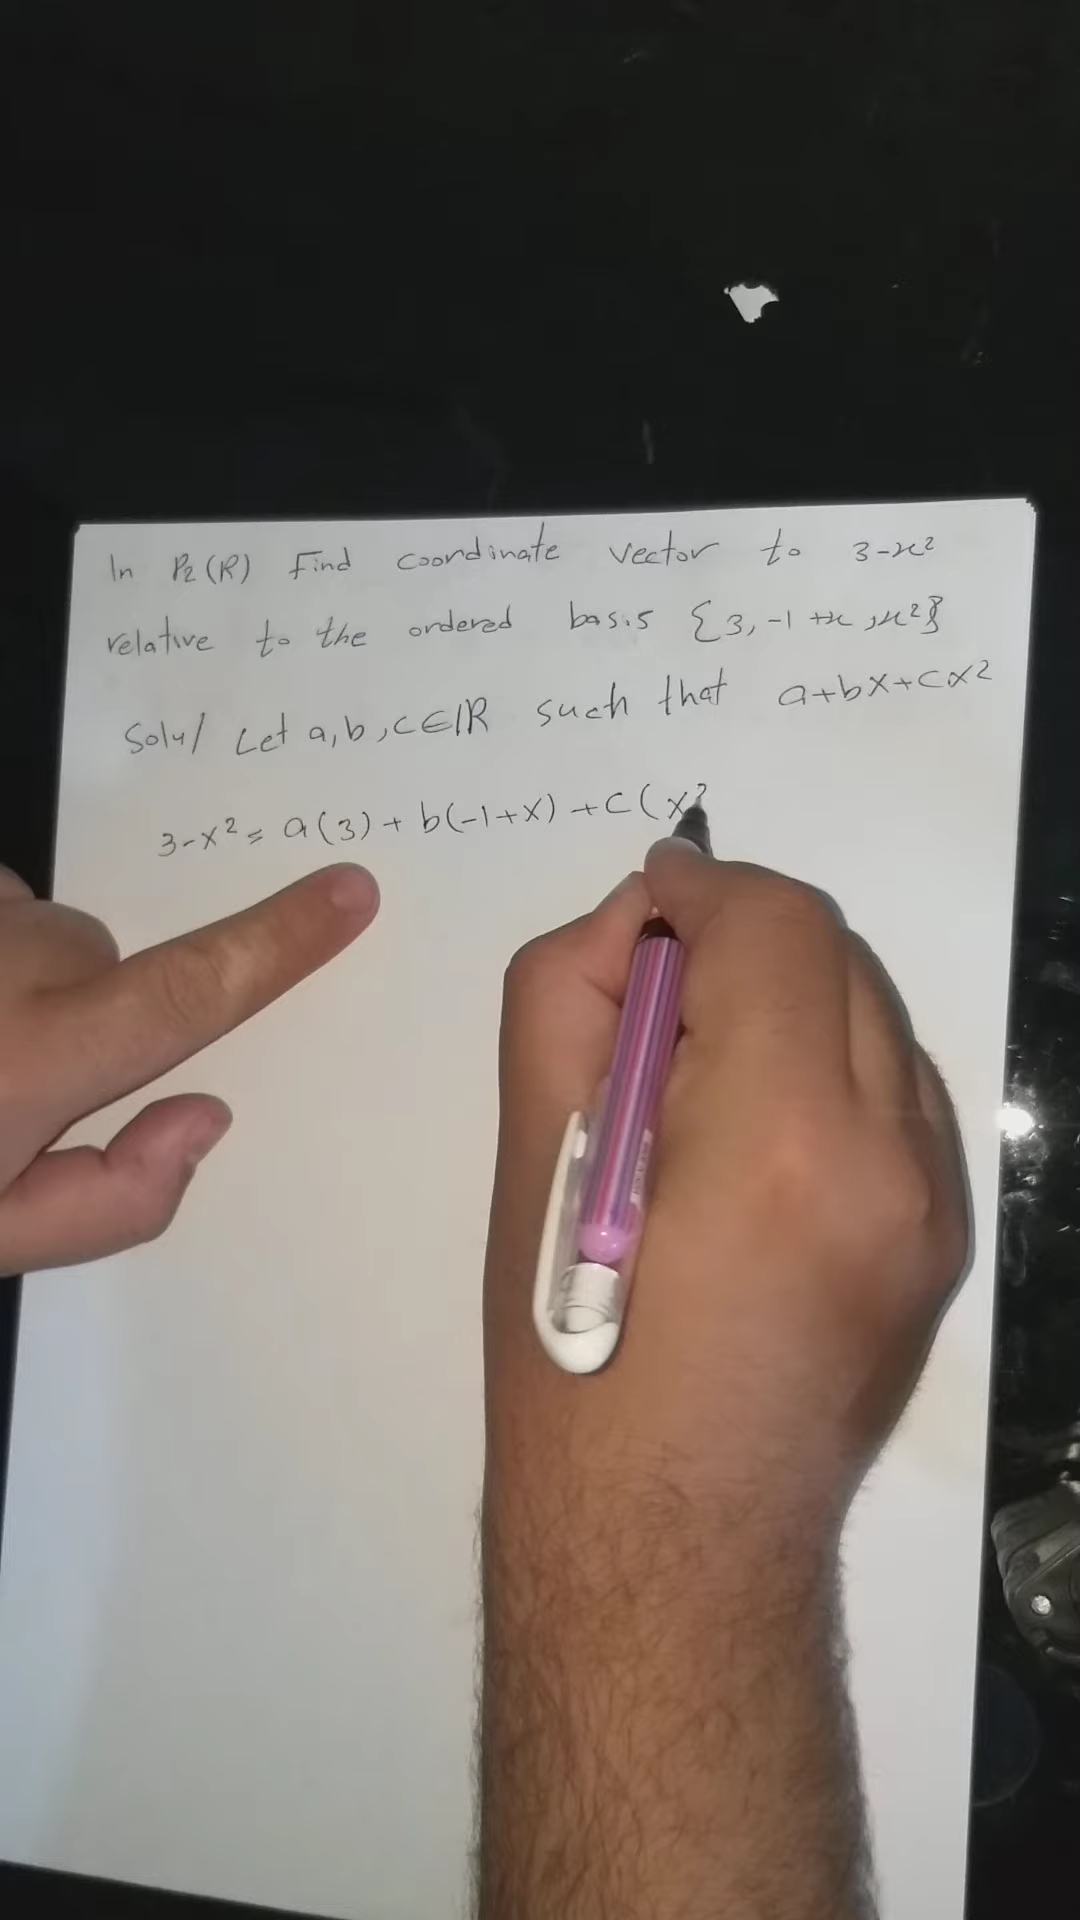 In P2(R) Find coordinate vector to 3-x²
relative to the ordered basis {3, -1 +x, x²}
Solu/ Let a, b, c ∈ IR such that a+bx+cx²
3-x² = a(3) + b(-1+x) + c(x²